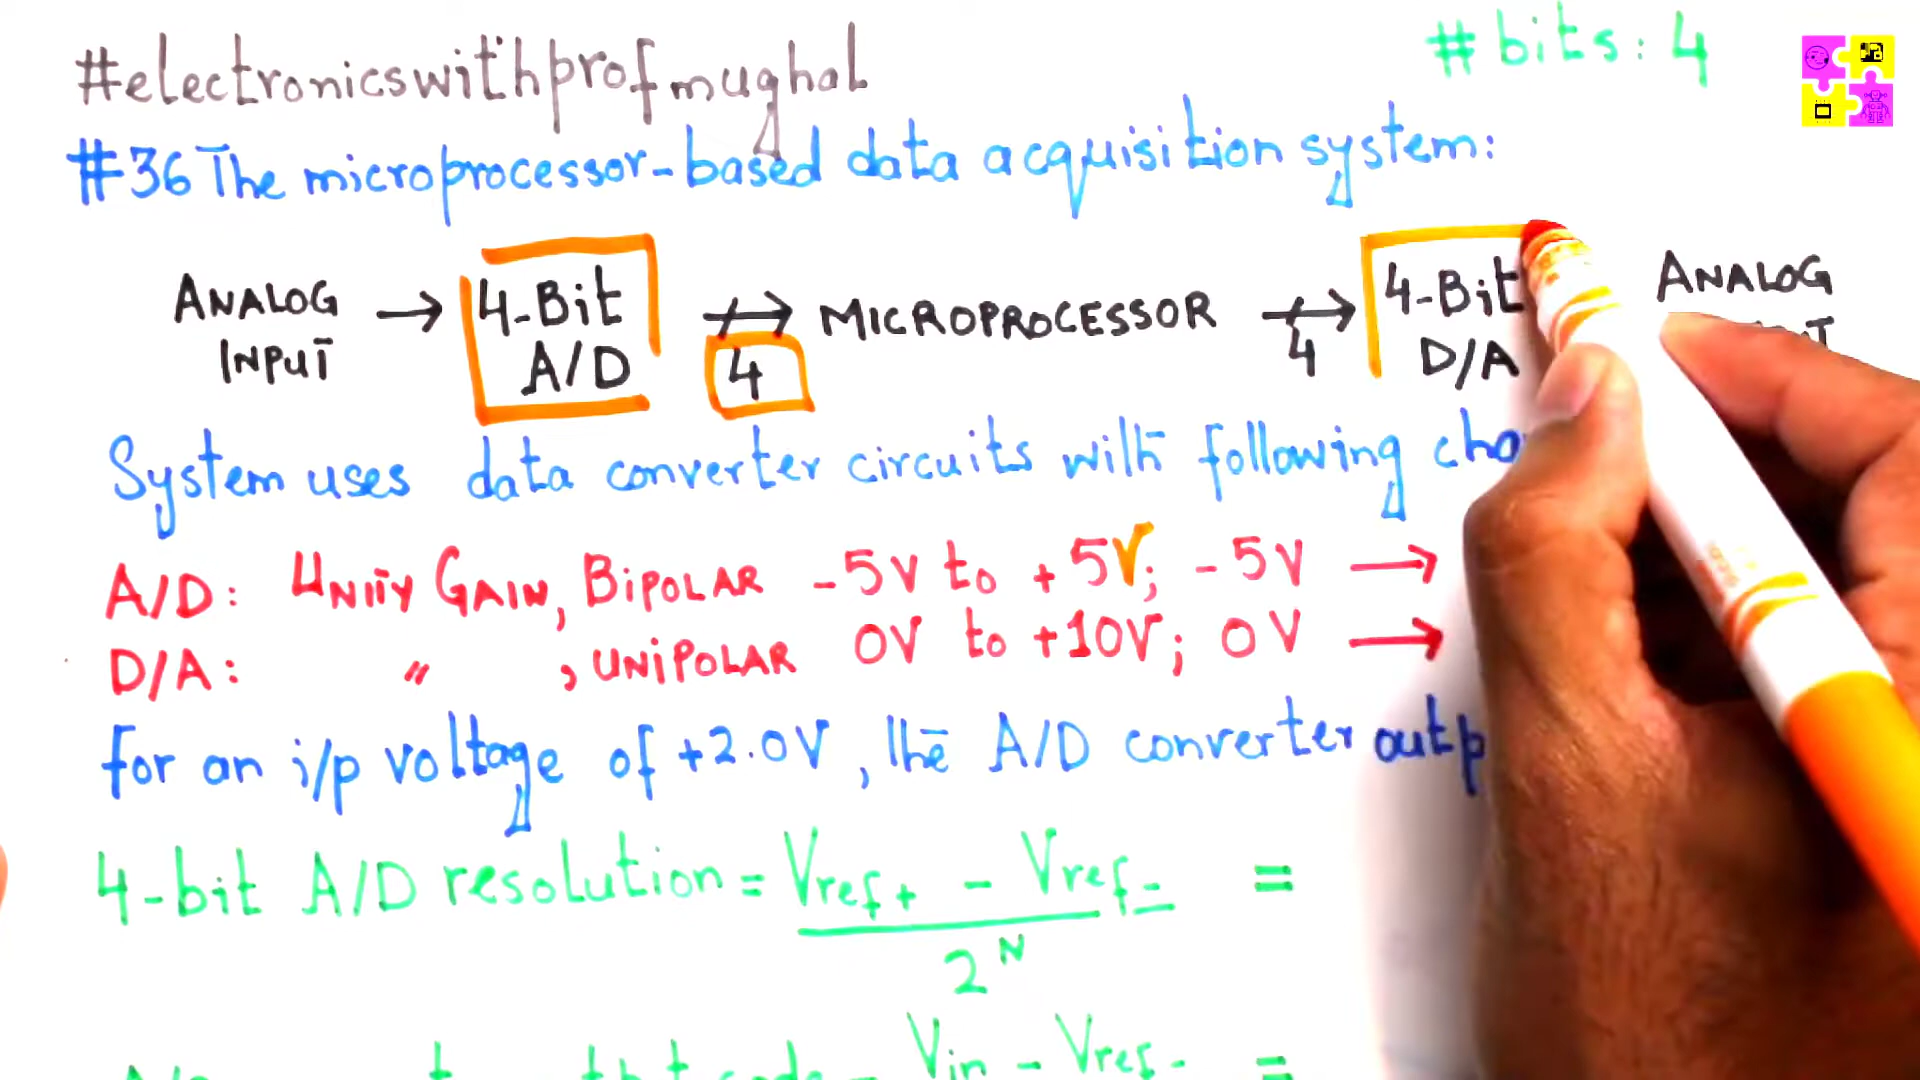 #electronicswithprofmughal
#bits: 4
#36 The microprocessor-based data acquisition system:
ANALOG INPUT → 4-Bit A/D → 4 MICROPROCESSOR → 4 4-Bit D/A ANALOG
System uses data converter circuits with following
A/D: UNITY GAIN, BIPOLAR -5V to +5V; -5V →
D/A: " , UNIPOLAR 0V to +10V; 0V →
for an i/p voltage of +2.0V, the A/D converter
4-bit A/D resolution = Vref+ - Vref- =
2^N
Vin - Vref- =